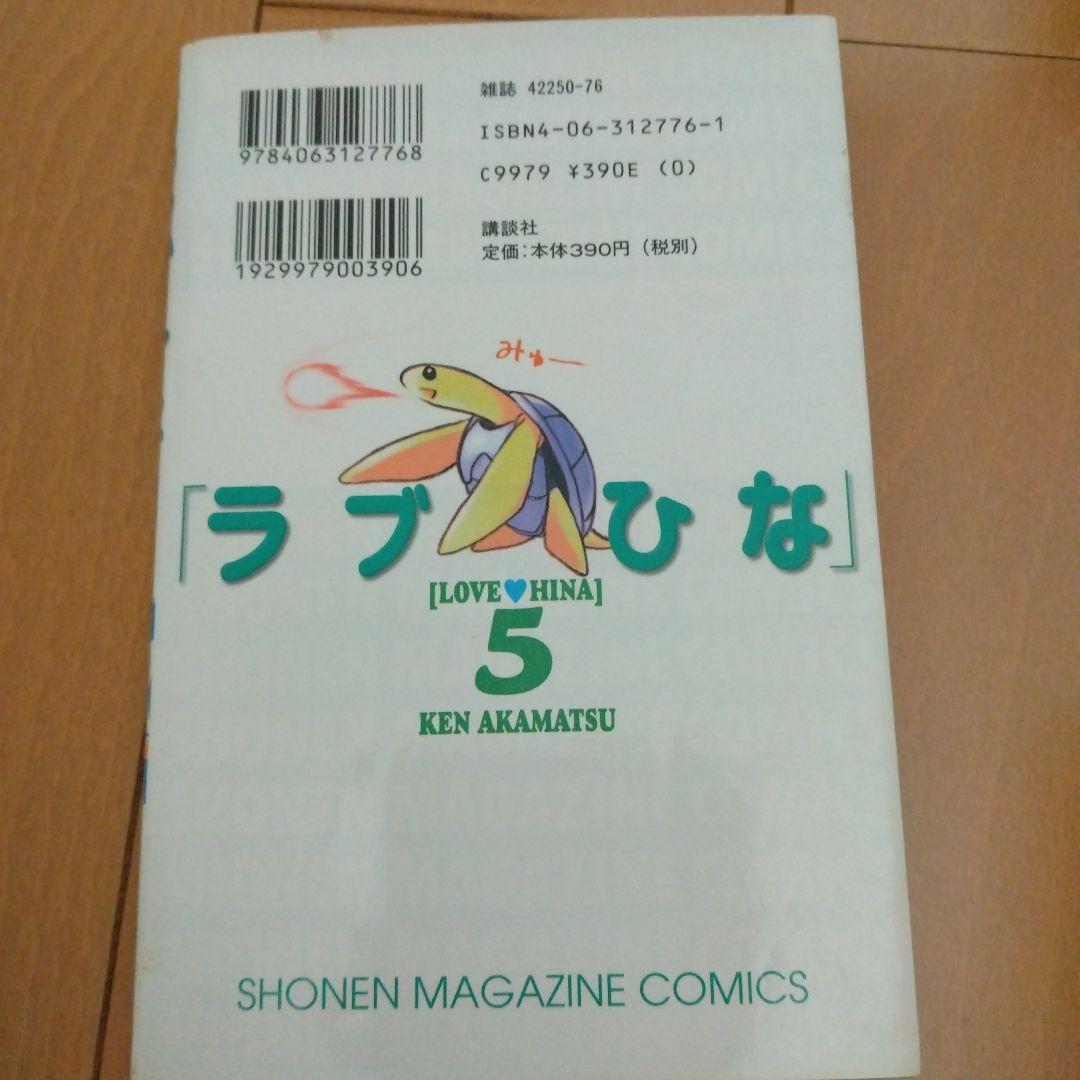 9784063127768
1929979003906
雑誌 42250-76
ISBN4-06-312776-1
C9979 ¥390E (0)
講談社
定価:本体390円(税別)
みゅー
「ラブひな」
[LOVE♥HINA]
5
KEN AKAMATSU
SHONEN MAGAZINE COMICS